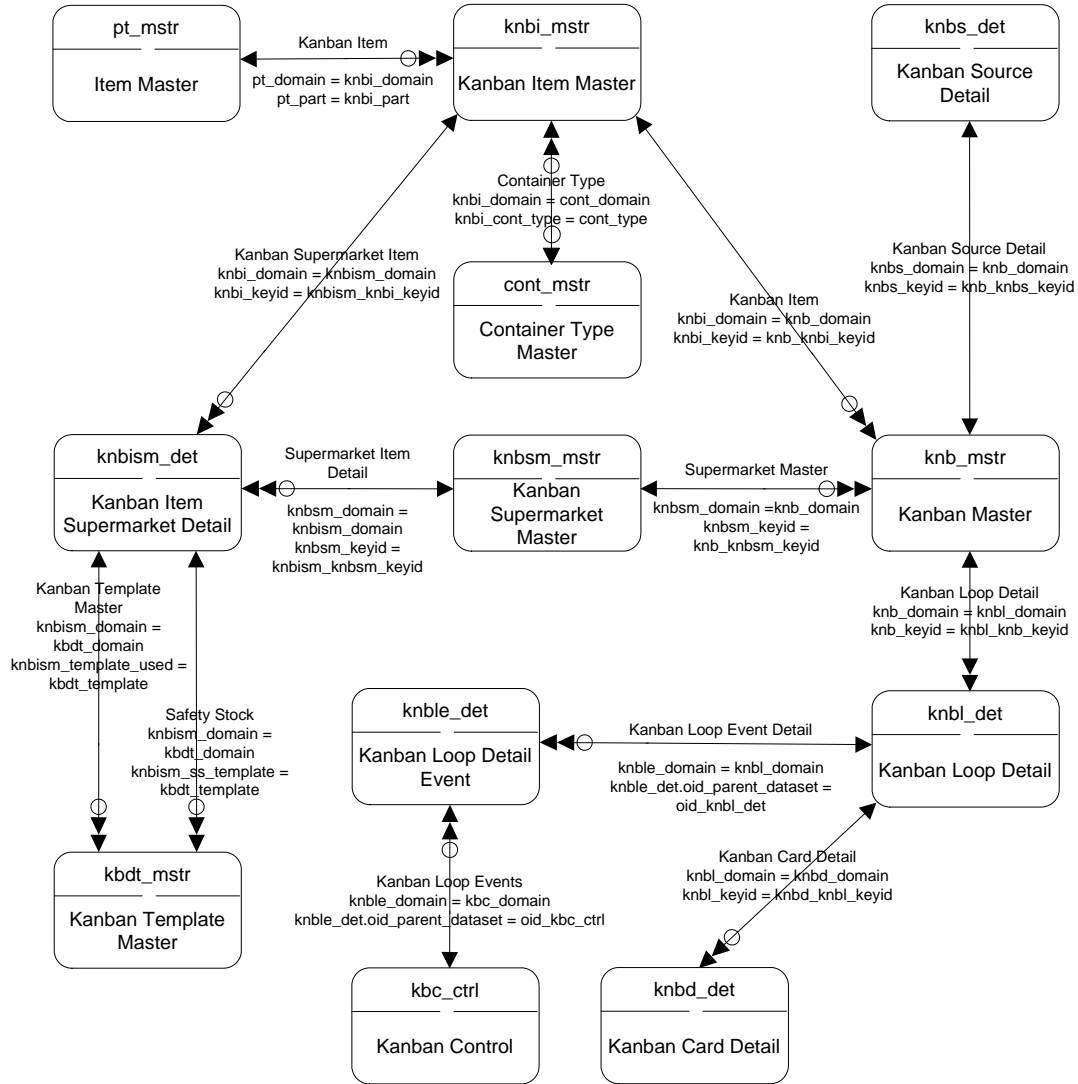 pt_mstr
Item Master
Kanban Item
pt_domain = knbi_domain
pt_part = knbi_part
knbi_mstr
Kanban Item Master
knbs_det
Kanban Source
Detail
Container Type
knbi_domain = cont_domain
knbi_cont_type = cont_type
Kanban Supermarket Item
knbi_domain = knbism_domain
knbi_keyid = knbism_knbi_keyid
cont_mstr
Container Type
Master
Kanban Item
knbi_domain = knb_domain
knbi_keyid = knb_knbi_keyid
Kanban Source Detail
knbs_domain = knb_domain
knbs_keyid = knb_knbs_keyid
knbism_det
Kanban Item
Supermarket Detail
Supermarket Item
Detail
knbsm_domain =
knbism_domain
knbsm_keyid =
knbism_knbsm_keyid
knbsm_mstr
Kanban
Supermarket
Master
Supermarket Master
knbsm_domain =knb_domain
knbsm_keyid =
knb_knbsm_keyid
knb_mstr
Kanban Master
Kanban Template
Master
knbism_domain =
kbdt_domain
knbism_template_used =
kbdt_template
Safety Stock
knbism_domain =
kbdt_domain
knbism_ss_template =
kbdt_template
Kanban Loop Detail
knb_domain = knbl_domain
knb_keyid = knbl_knb_keyid
knble_det
Kanban Loop Detail
Event
Kanban Loop Event Detail
knble_domain = knbl_domain
knble_det.oid_parent_dataset =
oid_knbl_det
knbl_det
Kanban Loop Detail
kbdt_mstr
Kanban Template
Master
Kanban Loop Events
knble_domain = kbc_domain
knble_det.oid_parent_dataset = oid_kbc_ctrl
Kanban Card Detail
knbl_domain = knbd_domain
knbl_keyid = knbd_knbl_keyid
kbc_ctrl
Kanban Control
knbd_det
Kanban Card Detail